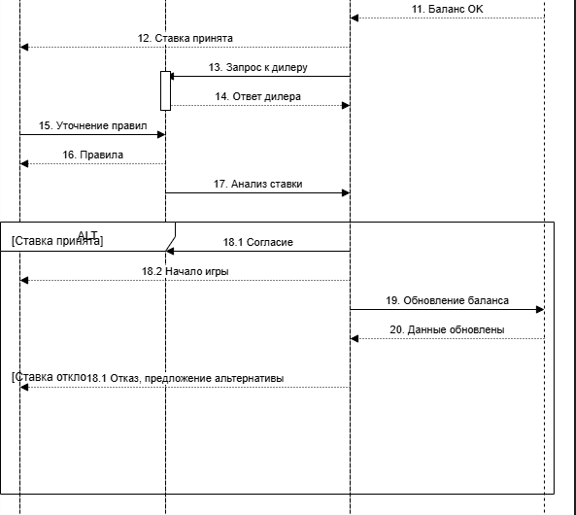 11. Баланс OK
12. Ставка принята
13. Запрос к дилеру
14. Ответ дилера
15. Уточнение правил
16. Правила
17. Анализ ставки
ALT
[Ставка принята]
18.1 Согласие
18.2 Начало игры
19. Обновление баланса
20. Данные обновлены
[Ставка откло
18.1 Отказ, предложение альтернативы